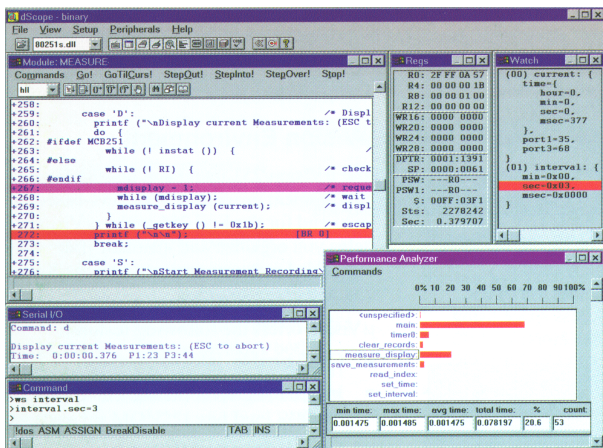 dScope - binary
File View Setup Peripherals Help
80251s.dll
Module: MEASURE
Commands Go! GoTilCurs! StepOut! StepInto! StepOver! Stop!
hll
+258:
+259: case 'D': /* Displ
+260: printf ("\nDisplay current Measurements: (ESC t
+261: do {
+262: #ifdef MCB251
+263: while (! instat ()) { /
+264: #else
+265: while (! RI) { /* check
+266: #endif
+267: mdisplay = 1; /* reque
+268: while (mdisplay); /* wait
+269: measure_display (current); /* displ
+270: }
+271: } while (_getkey () != 0x1b); /* escap
+272: printf ("\n\n"); [BR 0]
+273: break;
+274:
+275: case 'S':
+276: printf ("\nStart Measurement Recording\
Regs
R0: 2F FF 0A 57
R4: 00 00 00 1B
R8: 00 00 01 00
R12: 00 00 00 00
WR16: 0000 0000
WR20: 0000 0000
WR24: 0000 0000
WR28: 0000 0000
DPTR: 0001:1391
SP: 0000:0061
PSW: ---R0---
PSW1: ---R0---
$: 00FF:03F1
Sts: 2278242
Sec: 0.379707
Watch
(00) current: {
time={
hour=0,
min=0,
sec=0,
msec=377
},
port1=35,
port3=68
}
(01) interval: {
min=0x00,
sec=0x03,
msec=0x0000
}
Serial I/O
Command: d
Display current Measurements: (ESC to abort)
Time: 0:00:00.376 P1:23 P3:44
Command
>ws interval
>interval.sec=3
>
!dos ASM ASSIGN BreakDisable TAB INS
Performance Analyzer
Commands
0% 10 20 30 40 50 60 70 80 90 100%
<unspecified>:
main:
timer0:
clear_records:
measure_display:
save_measurements:
read_index:
set_time:
set_interval:
min time: max time: avg time: total time: % count:
0.001475 0.001485 0.001475 0.078197 20.6 53